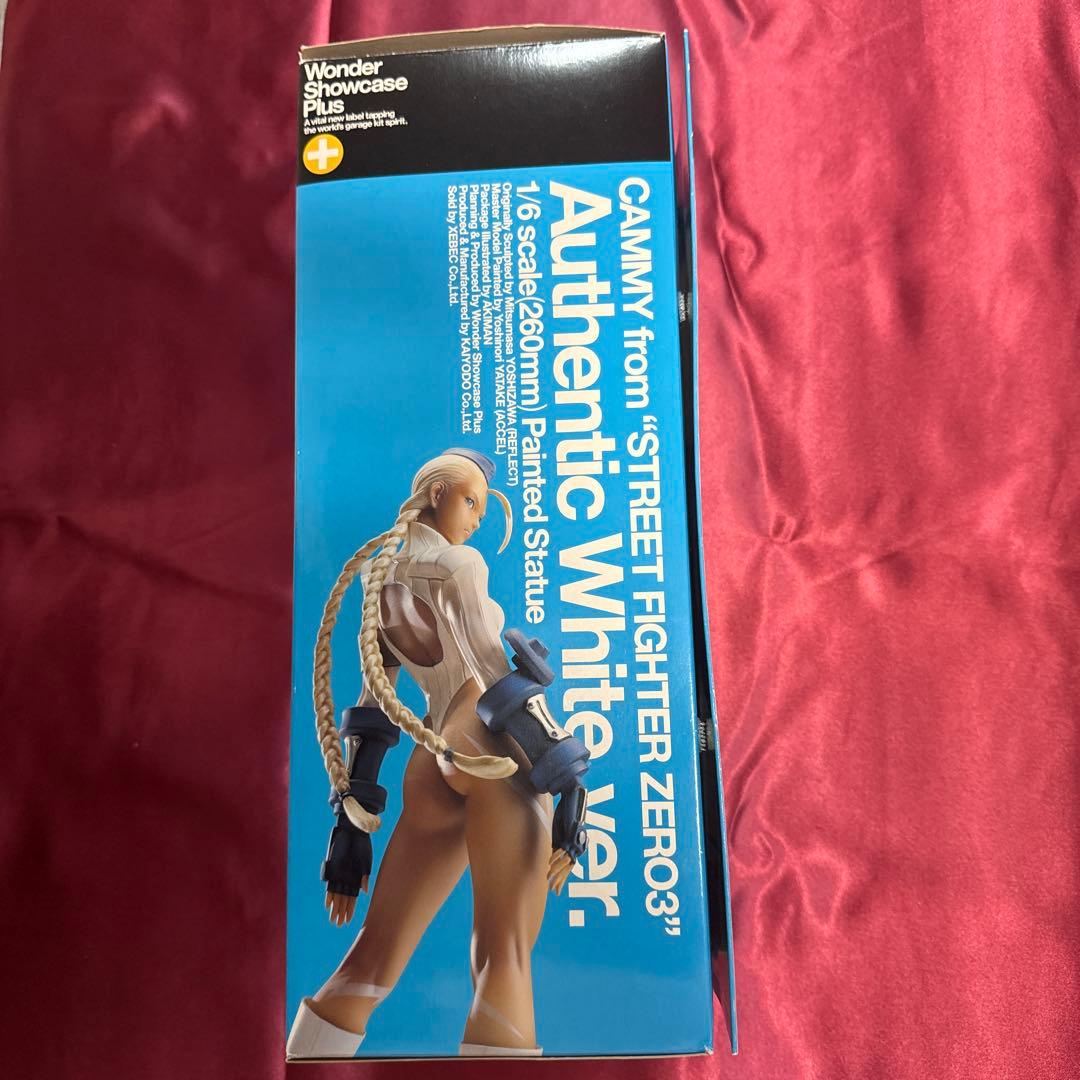 Wonder
Showcase
Plus
A vital new label tapping
the world's garage kit spirit.
CAMMY from “STREET FIGHTER ZERO3”
Authentic White ver.
1/6 scale(260mm) Painted Statue
Originally Sculpted by Mitsumasa YOSHIZAWA (REFLECT)
Master Model Painted by Yoshinori YATAKE (ACCEL)
Package Illustrated by AKIMAN
Planning & Produced by Wonder Showcase Plus
Produced & Manufactured by KAIYODO Co.,Ltd.
Sold by XEBEC Co.,Ltd.